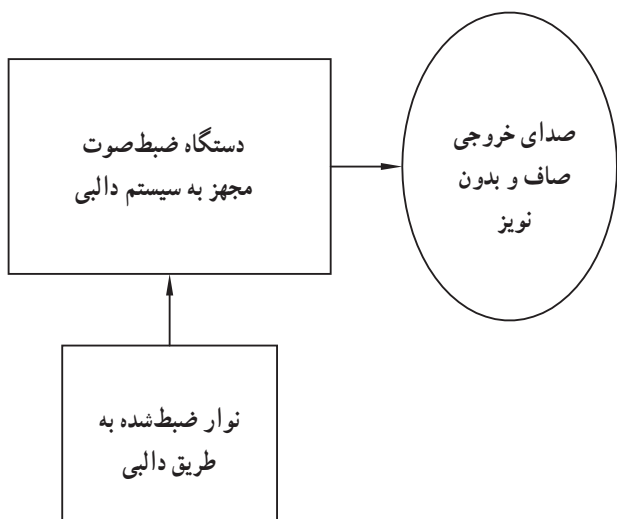 دستگاه ضبط‌صوت
مجهز به سیستم دالبی
صدای خروجی
صاف و بدون
نویز
نوار ضبط‌شده به
طریق دالبی